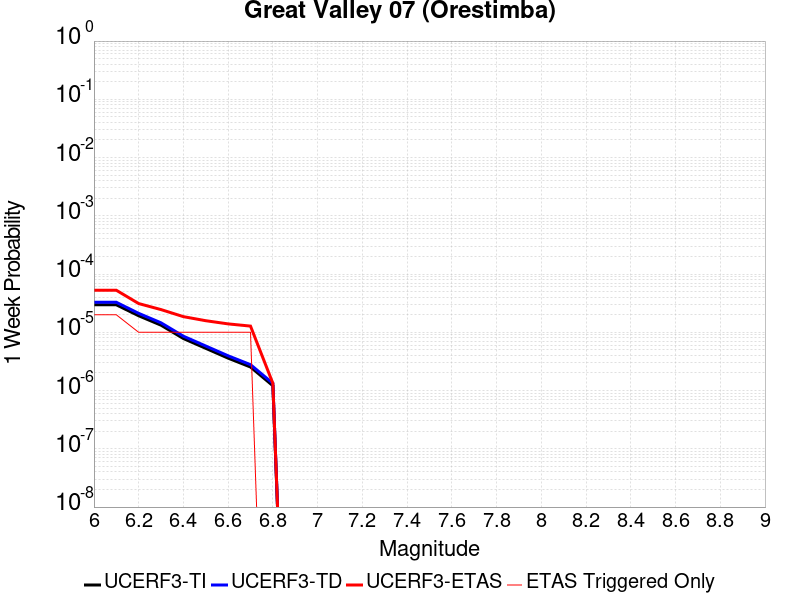 Great Valley 07 (Orestimba)
1 Week Probability
10^0
10^-1
10^-2
10^-3
10^-4
10^-5
10^-6
10^-7
10^-8
6 6.2 6.4 6.6 6.8 7 7.2 7.4 7.6 7.8 8 8.2 8.4 8.6 8.8 9
Magnitude
UCERF3-TI UCERF3-TD UCERF3-ETAS ETAS Triggered Only